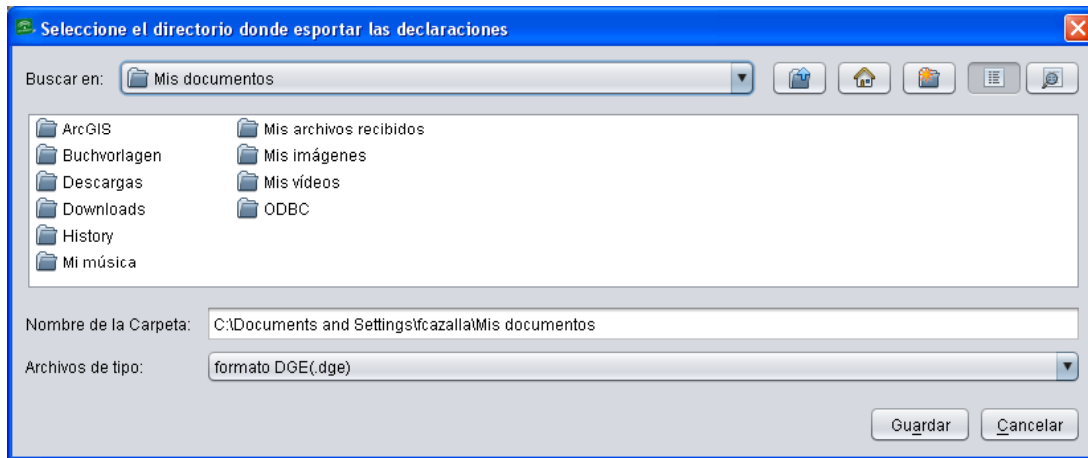 Seleccione el directorio donde esportar las declaraciones
Buscar en: Mis documentos
ArcGIS Mis archivos recibidos
Buchvorlagen Mis imágenes
Descargas Mis vídeos
Downloads ODBC
History
Mi música
Nombre de la Carpeta: C:\Documents and Settings\fcazalla\Mis documentos
Archivos de tipo: formato DGE(.dge)
Guardar Cancelar